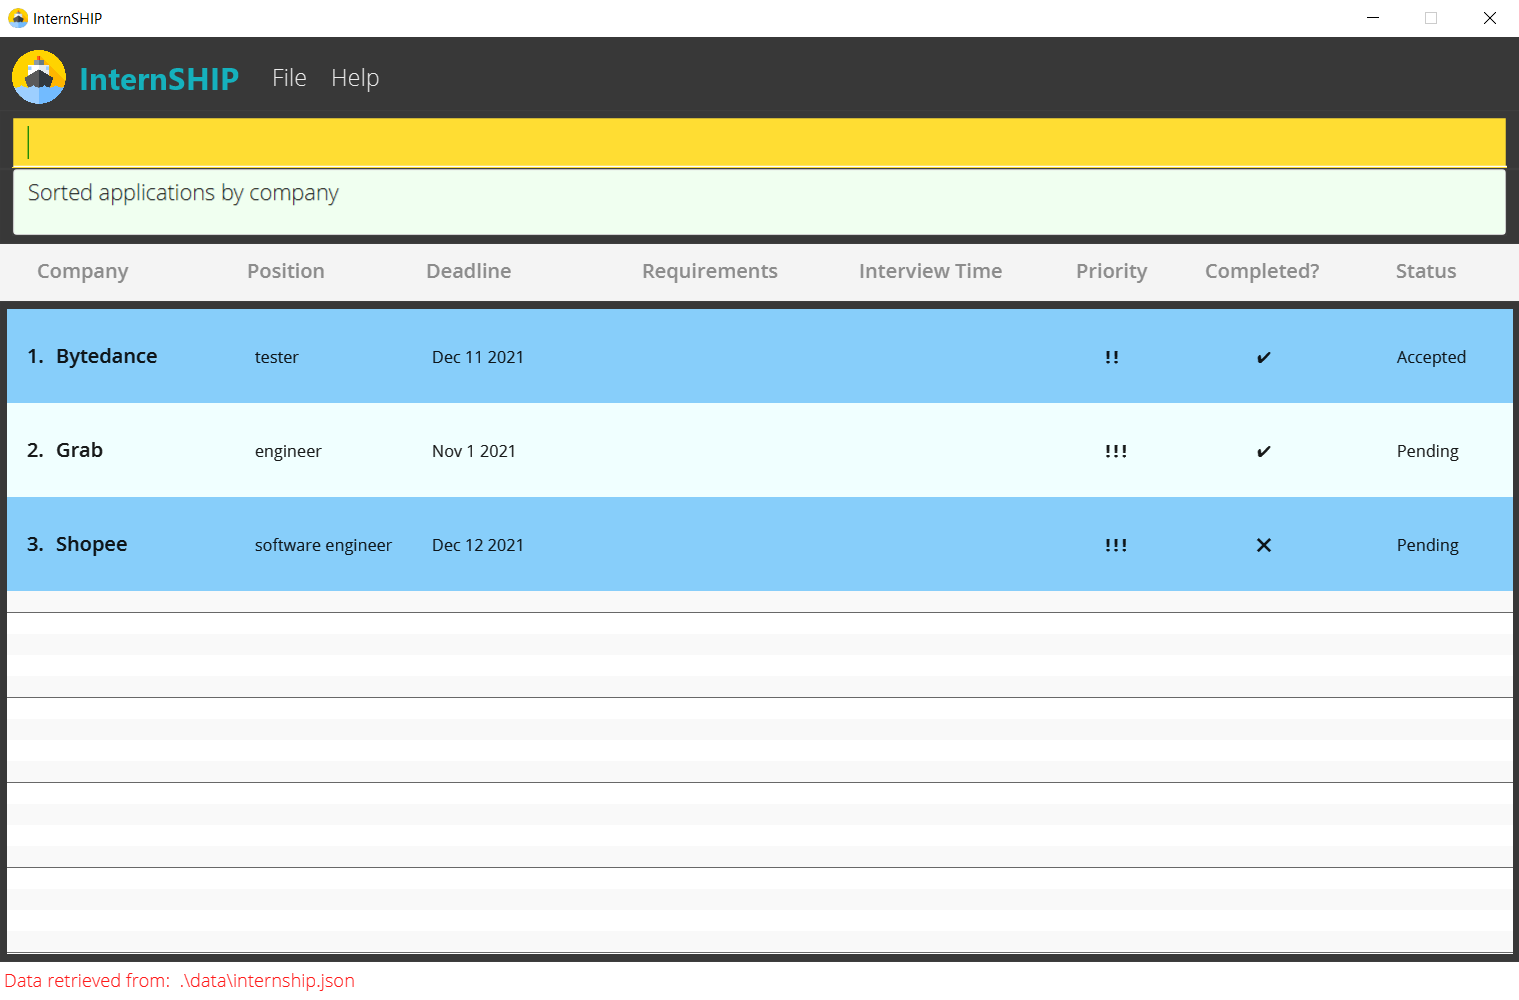 InternSHIP
InternSHIP File Help
Sorted applications by company
Company Position Deadline Requirements Interview Time Priority Completed? Status
1. Bytedance tester Dec 11 2021 !! ✔ Accepted
2. Grab engineer Nov 1 2021 !!! ✔ Pending
3. Shopee software engineer Dec 12 2021 !!! ✕ Pending
Data retrieved from: .\data\internship.json